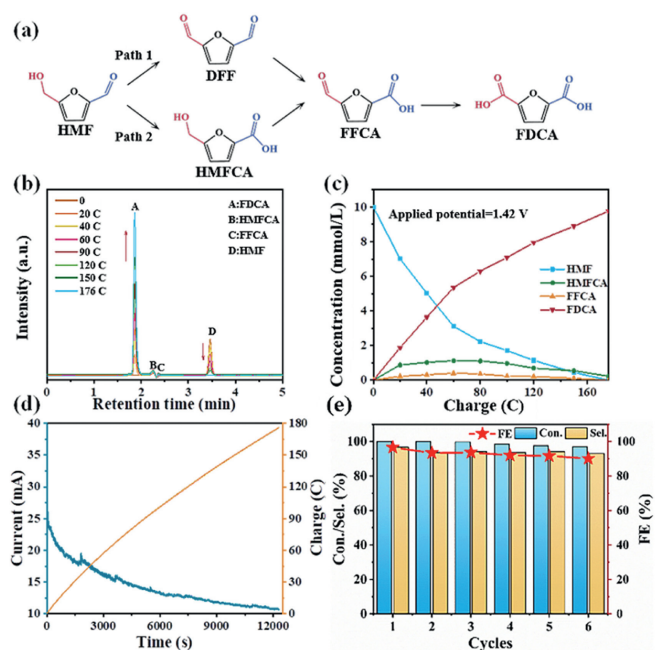 (a)
Path 1
Path 2
HO
O
O
HMF
O
O
O
DFF
HO
O
O
OH
HMFCA
O
O
O
OH
FFCA
O
HO
O
O
OH
FDCA
(b)
Intensity (a.u.)
0
20 C
40 C
60 C
90 C
120 C
150 C
176 C
A
BC
D
A:FDCA
B:HMFCA
C:FFCA
D:HMF
0 1 2 3 4 5
Retention time (min)
(c)
Concentration (mmol/L)
10
8
6
4
2
0
Applied potential=1.42 V
HMF
HMFCA
FFCA
FDCA
0 40 80 120 160
Charge (C)
(d)
Current (mA)
40
35
30
25
20
15
10
180
150
120
90
60
30
0
Charge (C)
0 3000 6000 9000 12000
Time (s)
(e)
Con./Sel. (%)
100
80
60
40
20
0
FE
Con.
Sel.
100
80
60
40
20
0
FE (%)
1 2 3 4 5 6
Cycles